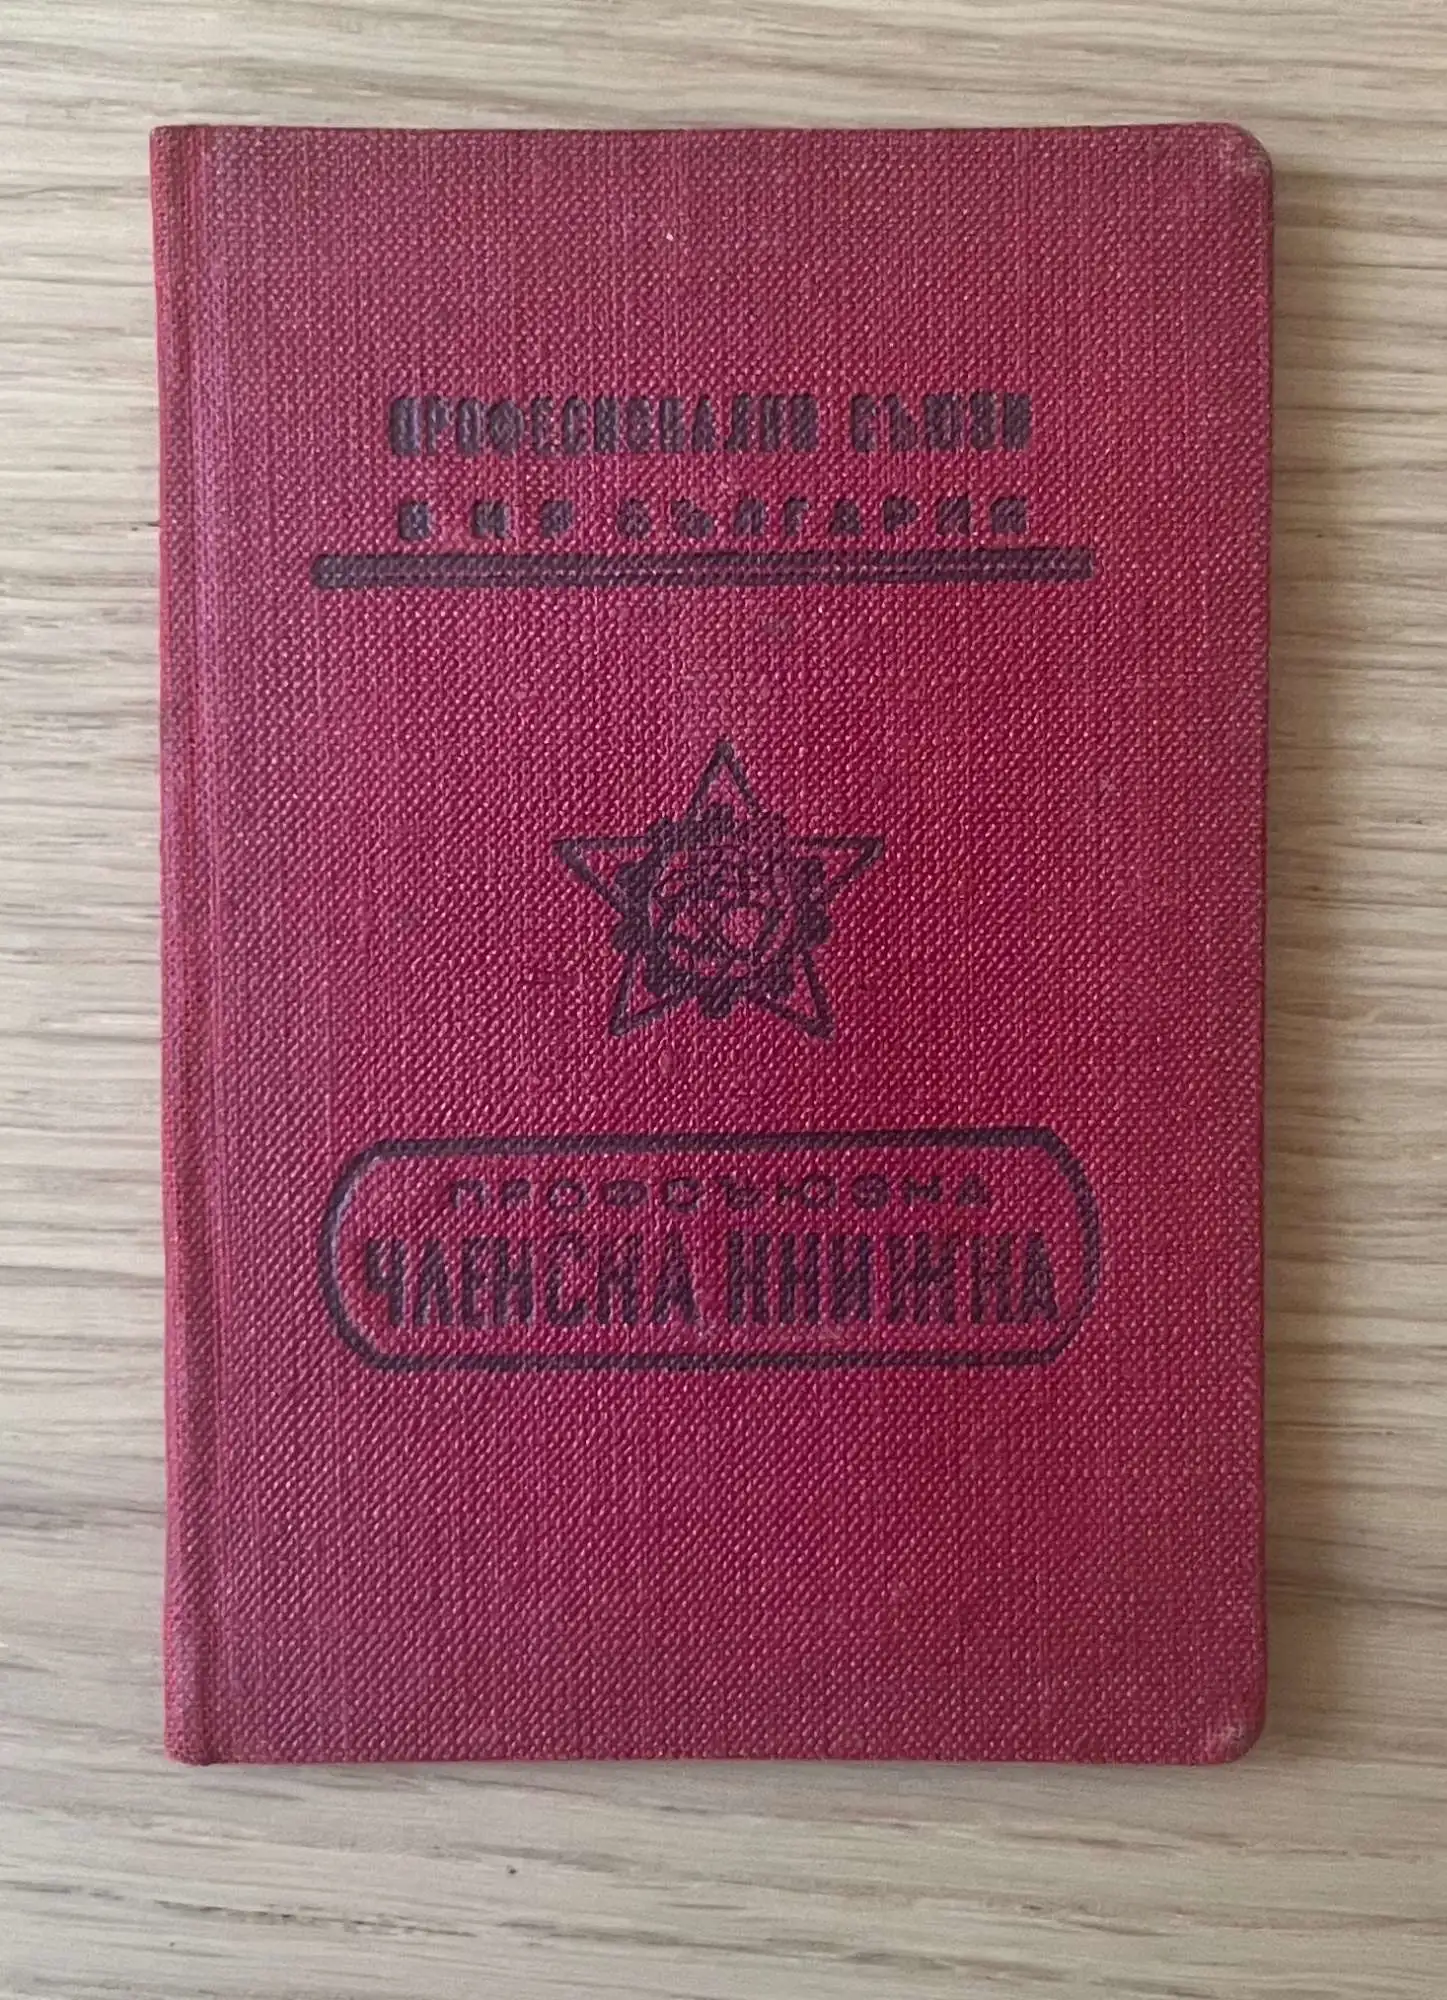 ПРОФЕСИОНАЛНИ СЪЮЗИ
В НР БЪЛГАРИЯ
ПРОФСЪЮЗНА
ЧЛЕНСКА КНИЖКА